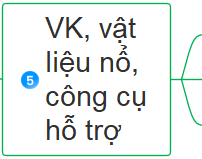 5
VK, vật
liệu nổ,
công cụ
hỗ trợ